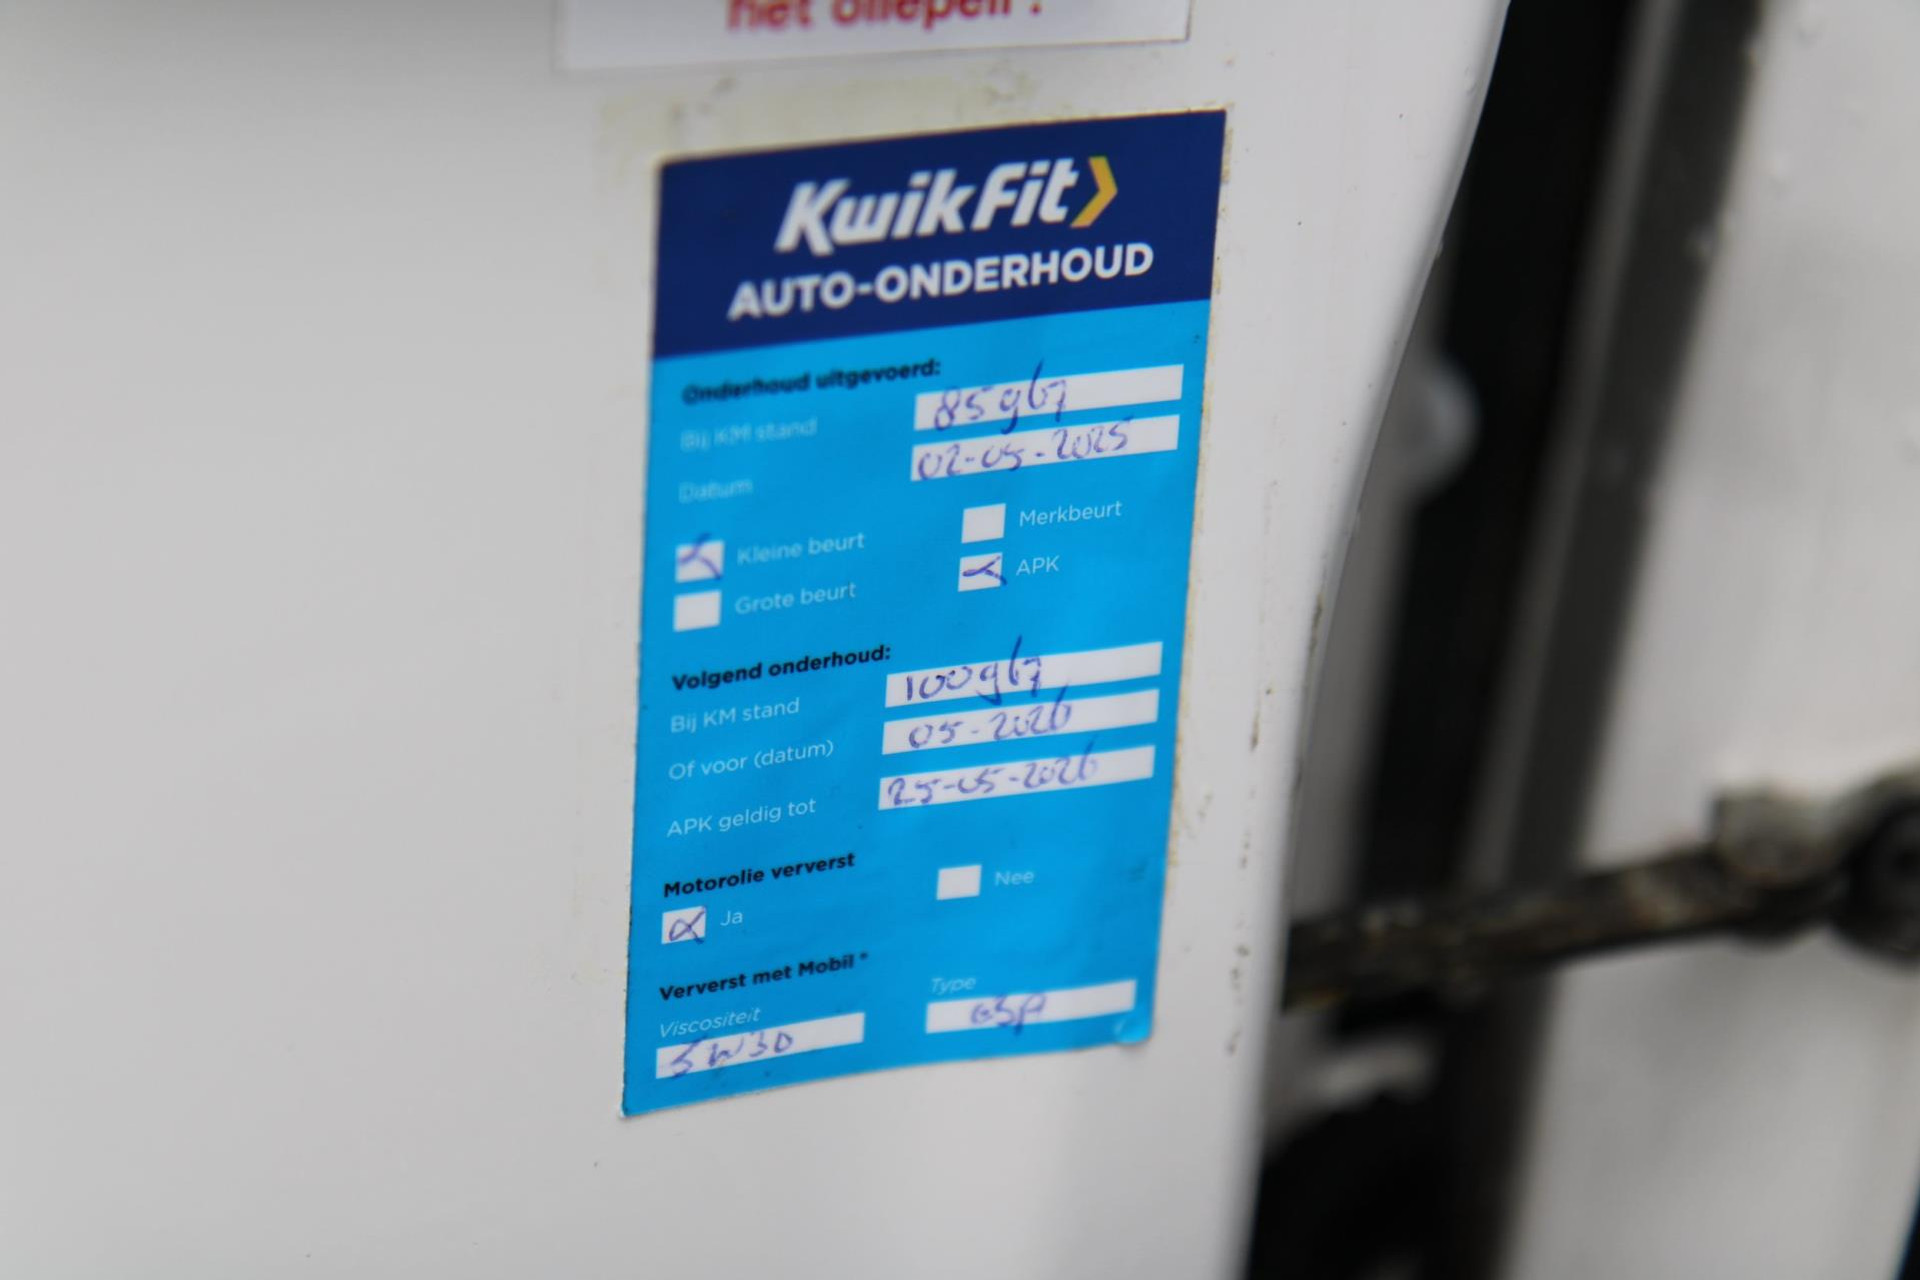 het oliepeil !
KwikFit
AUTO-ONDERHOUD
Onderhoud uitgevoerd:
Bij KM stand 85967
Datum 02-05-2025
Kleine beurt Merkbeurt
Grote beurt APK
Volgend onderhoud:
Bij KM stand 100967
Of voor (datum) 05-2026
APK geldig tot 25-05-2026
Motorolie ververst
Ja Nee
Ververst met Mobil*
Viscositeit Type
5W30 ESP